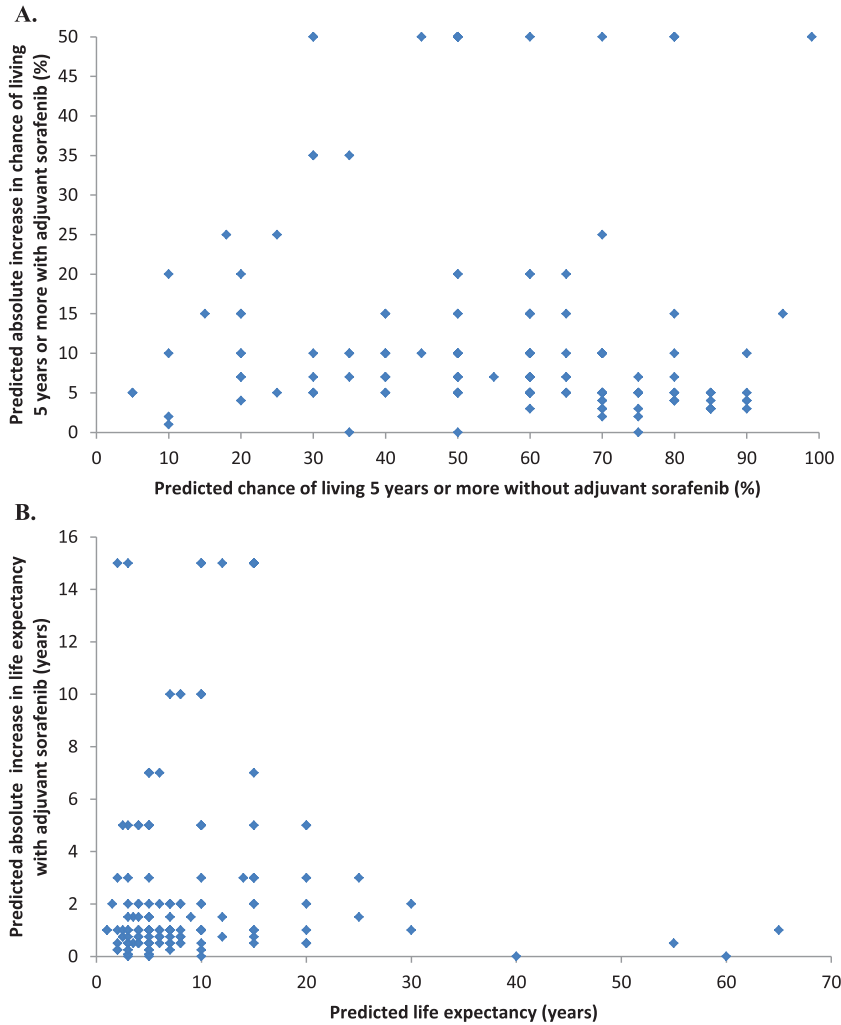 A.
Predicted absolute increase in chance of living
5 years or more with adjuvant sorafenib (%)
50
45
40
35
30
25
20
15
10
5
0
0 10 20 30 40 50 60 70 80 90 100
Predicted chance of living 5 years or more without adjuvant sorafenib (%)
B.
Predicted absolute increase in life expectancy
with adjuvant sorafenib (years)
16
14
12
10
8
6
4
2
0
0 10 20 30 40 50 60 70
Predicted life expectancy (years)